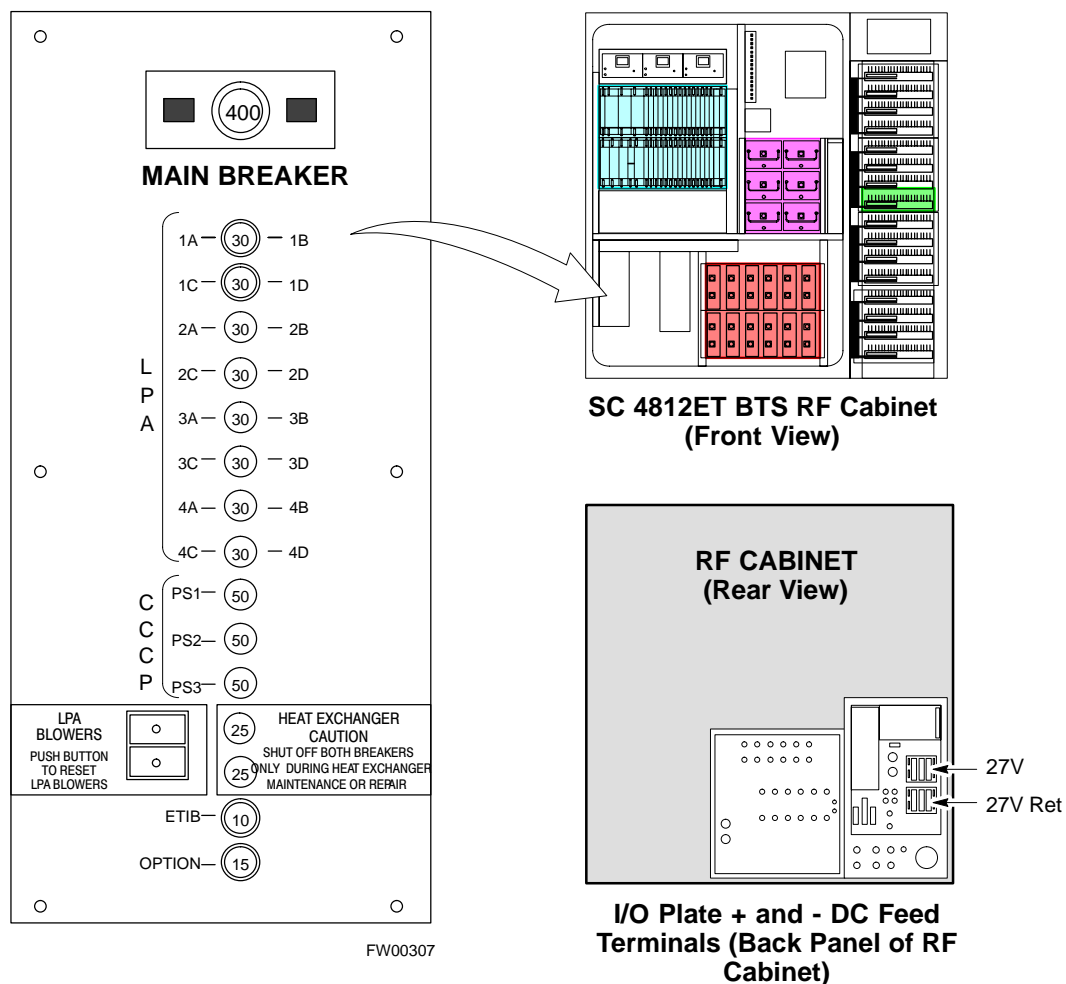 400
MAIN BREAKER
LPA
1A 30 1B
1C 30 1D
2A 30 2B
2C 30 2D
3A 30 3B
3C 30 3D
4A 30 4B
4C 30 4D
CCCP
PS1 50
PS2 50
PS3 50
LPA
BLOWERS
PUSH BUTTON
TO RESET
LPA BLOWERS
25
25
HEAT EXCHANGER
CAUTION
SHUT OFF BOTH BREAKERS
ONLY DURING HEAT EXCHANGER
MAINTENANCE OR REPAIR
ETIB 10
OPTION 15
FW00307
SC 4812ET BTS RF Cabinet
(Front View)
RF CABINET
(Rear View)
27V
27V Ret
I/O Plate + and - DC Feed
Terminals (Back Panel of RF
Cabinet)